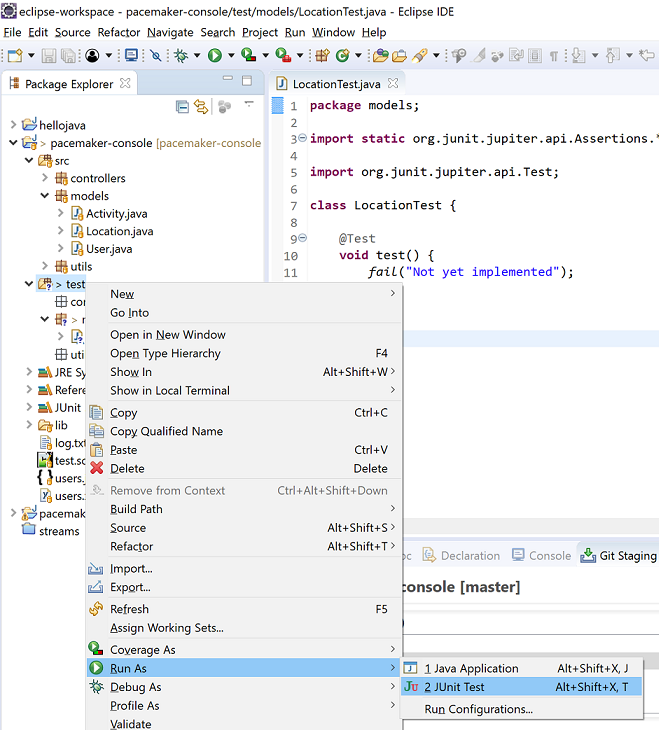 eclipse-workspace - pacemaker-console/test/models/LocationTest.java - Eclipse IDE
File Edit Source Refactor Navigate Search Project Run Window Help
Package Explorer
LocationTest.java
hellojava
> pacemaker-console [pacemaker-console
src
controllers
models
Activity.java
Location.java
User.java
utils
> test
JRE Sy
Refere
JUnit
lib
log.txt
users.
pacemak
streams
1 package models;
2
3 import static org.junit.jupiter.api.Assertions.*
4
5 import org.junit.jupiter.api.Test;
6
7 class LocationTest {
8
9 @Test
10 void test() {
11 fail("Not yet implemented");
New
Go Into
Open in New Window
Open Type Hierarchy F4
Show In Alt+Shift+W
Show in Local Terminal
Copy Ctrl+C
Copy Qualified Name
Paste Ctrl+V
Delete Delete
Remove from Context Ctrl+Alt+Shift+Down
Build Path
Source Alt+Shift+S
Refactor Alt+Shift+T
Import...
Export...
Refresh F5
Assign Working Sets...
Coverage As
Run As
Debug As
Profile As
Validate
Declaration Console Git Staging
console [master]
1 Java Application Alt+Shift+X, J
2 JUnit Test Alt+Shift+X, T
Run Configurations...